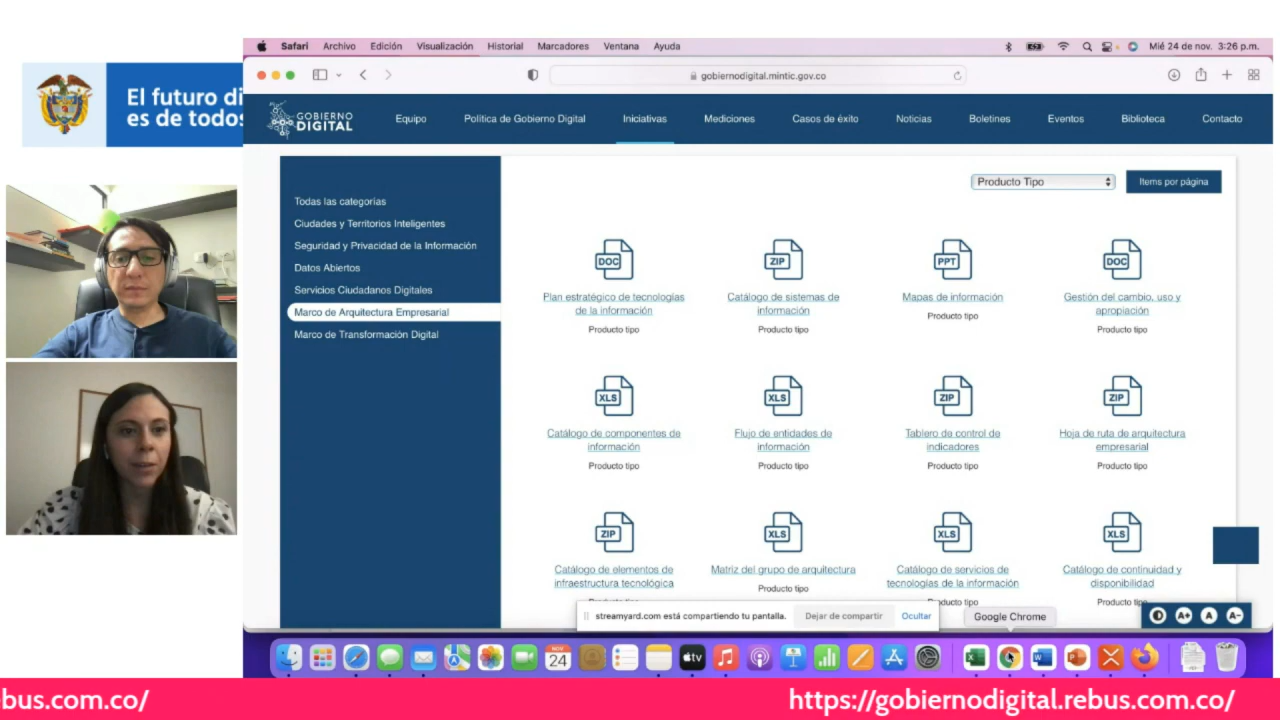 Safari Archivo Edición Visualización Historial Marcadores Ventana Ayuda
Mié 24 de nov. 3:26 p.m.
El futuro di
es de todos
gobiernodigital.mintic.gov.co
GOBIERNO
DIGITAL
Equipo Política de Gobierno Digital Iniciativas Mediciones Casos de éxito Noticias Boletines Eventos Biblioteca Contacto
Producto Tipo
Items por página
Todas las categorías
Ciudades y Territorios Inteligentes
Seguridad y Privacidad de la Información
Datos Abiertos
Servicios Ciudadanos Digitales
Marco de Arquitectura Empresarial
Marco de Transformación Digital
DOC ZIP PPT DOC
Plan estratégico de tecnologías Catálogo de sistemas de Mapas de información Gestión del cambio, uso y
de la información información apropiación
Producto tipo Producto tipo Producto tipo Producto tipo
XLS XLS ZIP ZIP
Catálogo de componentes de Flujo de entidades de Tablero de control de Hoja de ruta de arquitectura
información información indicadores empresarial
Producto tipo Producto tipo Producto tipo Producto tipo
ZIP XLS XLS XLS
Catálogo de elementos de Matriz del grupo de arquitectura Catálogo de servicios de Catálogo de continuidad y
infraestructura tecnológica tecnologías de la información disponibilidad
Producto tipo Producto tipo Producto tipo Producto tipo
streamyard.com está compartiendo tu pantalla. Dejar de compartir Ocultar
Google Chrome
A+ A A-
NOV
24
tv
ebus.com.co/ https://gobiernodigital.rebus.com.co/